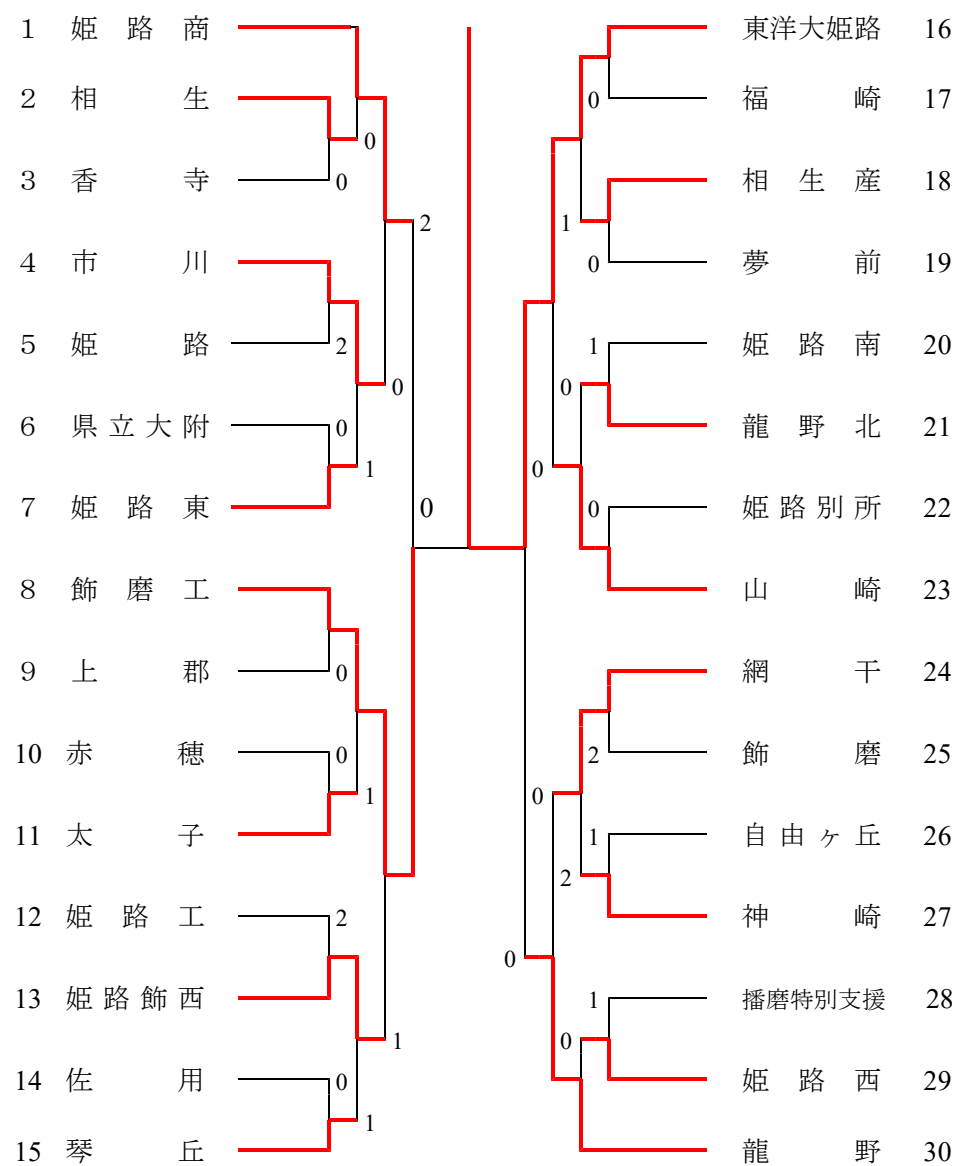 1 姫路商
2 相生
0
3 香寺
0
2
4 市川
5 姫路
2
0
6 県立大附
0
1
7 姫路東
0
8 飾磨工
9 上郡
0
10 赤穂
0
1
11 太子
12 姫路工
2
13 姫路飾西
1
14 佐用
0
1
15 琴丘
東洋大姫路 16
0
福崎 17
相生産 18
1
0
夢前 19
1
姫路南 20
0
龍野北 21
0
0
姫路別所 22
山崎 23
網干 24
2
飾磨 25
0
1
自由ヶ丘 26
2
神崎 27
0
1
播磨特別支援 28
0
姫路西 29
龍野 30